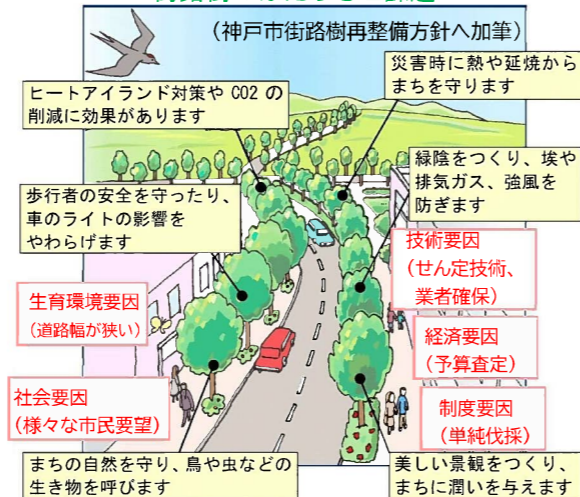 (神戸市街路樹再整備方針へ加筆)
災害時に熱や延焼から
まちを守ります
ヒートアイランド対策や CO2 の
削減に効果があります
緑陰をつくり、埃や
排気ガス、強風を
防ぎます
歩行者の安全を守ったり、
車のライトの影響を
やわらげます
技術要因
(せん定技術、
業者確保)
生育環境要因
(道路幅が狭い)
経済要因
(予算査定)
社会要因
(様々な市民要望)
制度要因
(単純伐採)
まちの自然を守り、鳥や虫などの
生き物を呼びます
美しい景観をつくり、
まちに潤いを与えます